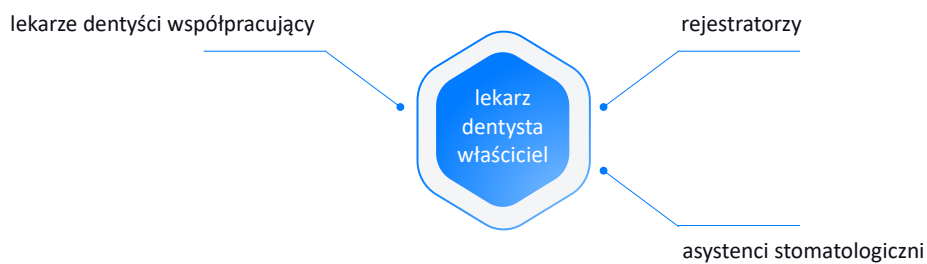 lekarze dentyści współpracujący
rejestratorzy
lekarz
dentysta
właściciel
asystenci stomatologiczni